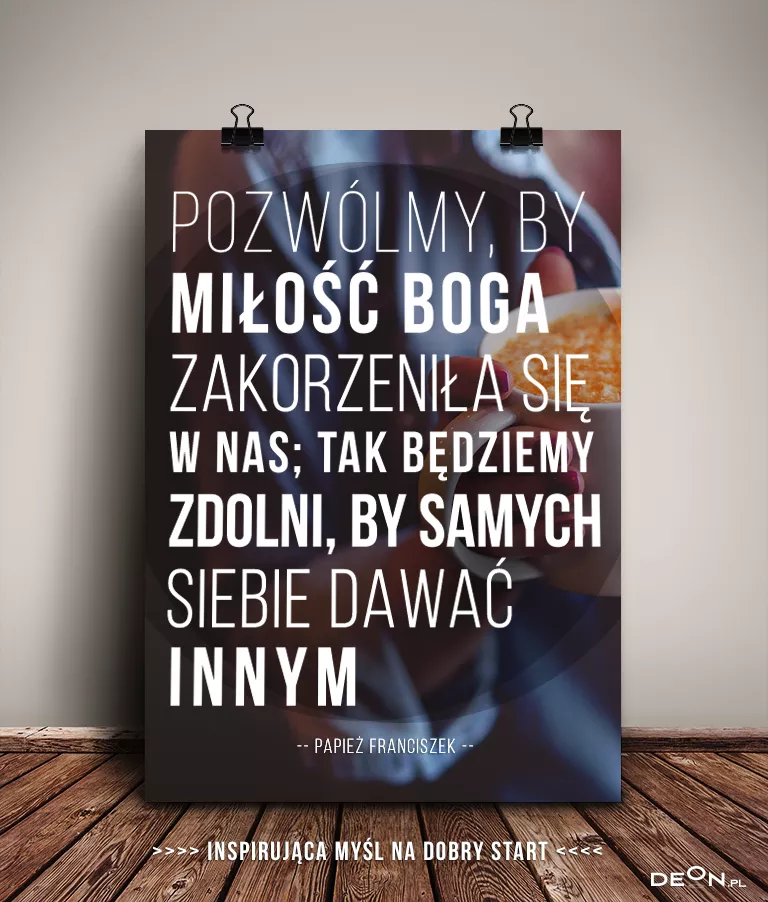 POZWÓLMY, BY
MIŁOŚĆ BOGA
ZAKORZENIŁA SIĘ
W NAS; TAK BĘDZIEMY
ZDOLNI, BY SAMYCH
SIEBIE DAWAĆ
INNYM
-- PAPIEŻ FRANCISZEK --
>>>> INSPIRUJĄCA MYŚL NA DOBRY START <<<<
DEON.PL